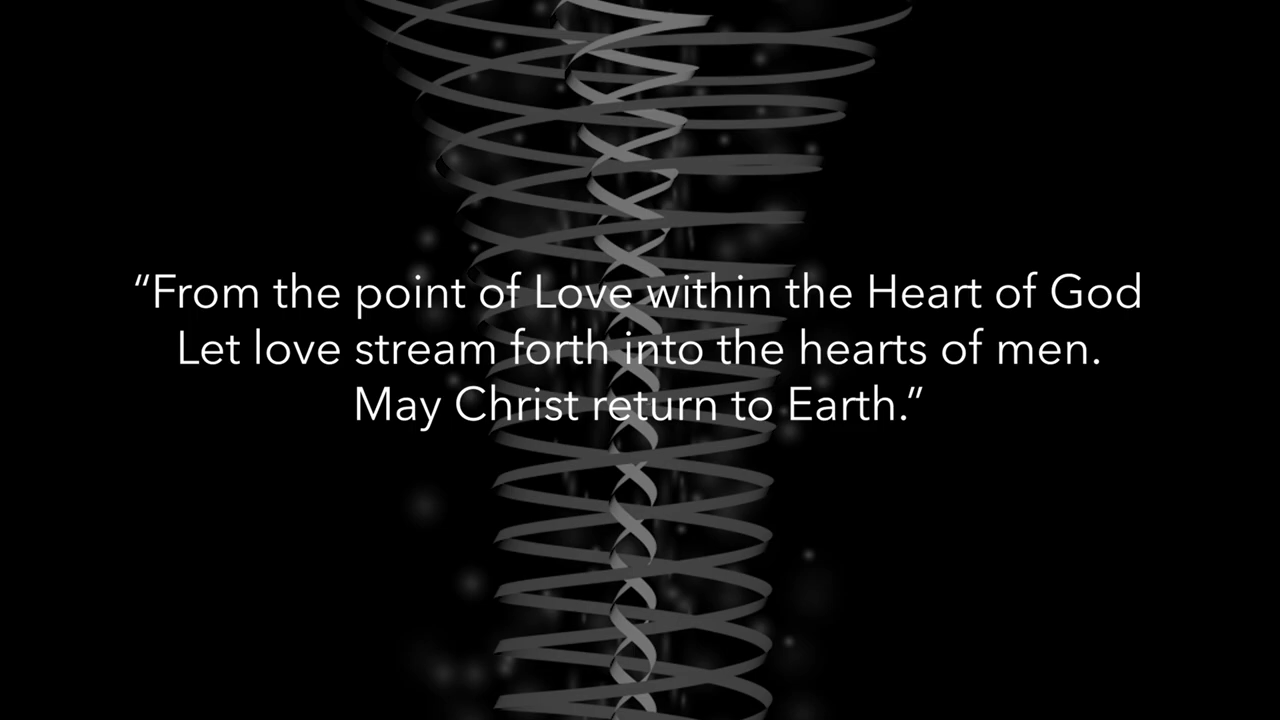 “From the point of Love within the Heart of God
Let love stream forth into the hearts of men.
May Christ return to Earth.”